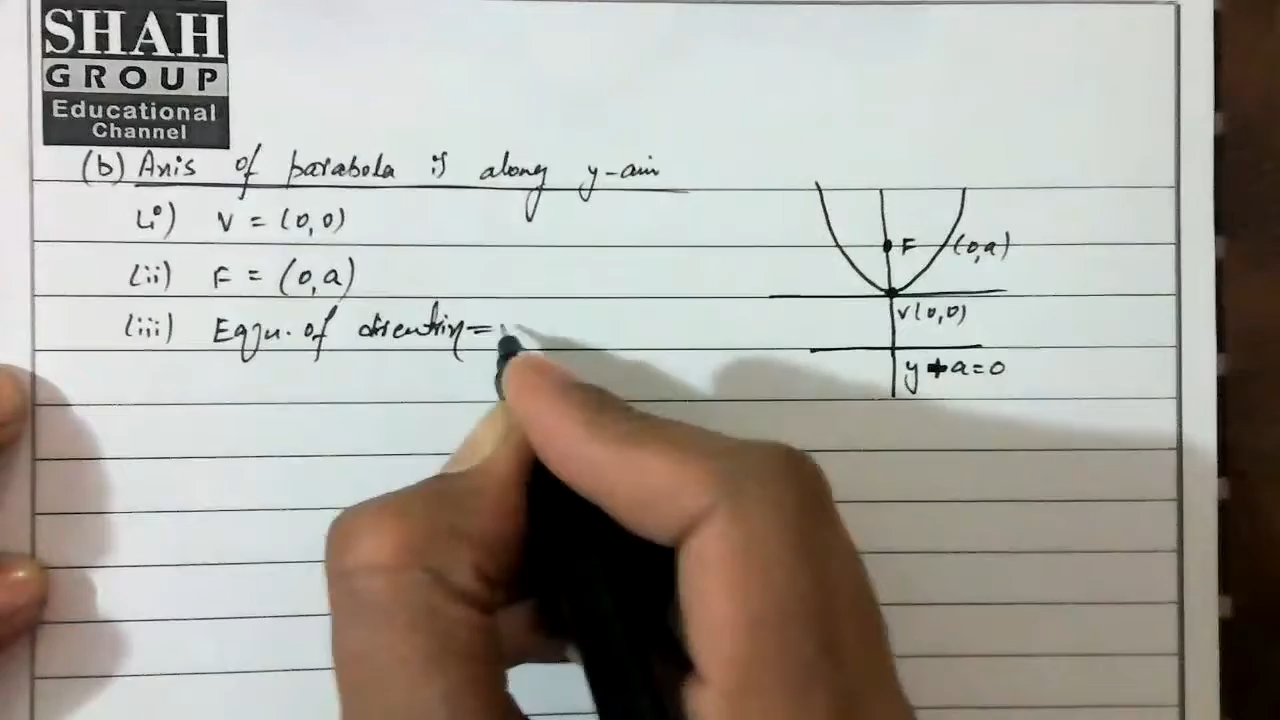 SHAH
GROUP
Educational
Channel
(b) Axis of parabola is along y-axis
(i) V = (0,0)
(ii) F = (0,a)
(iii) Eqn. of directrix =
F (0,a)
V(0,0)
y + a = 0